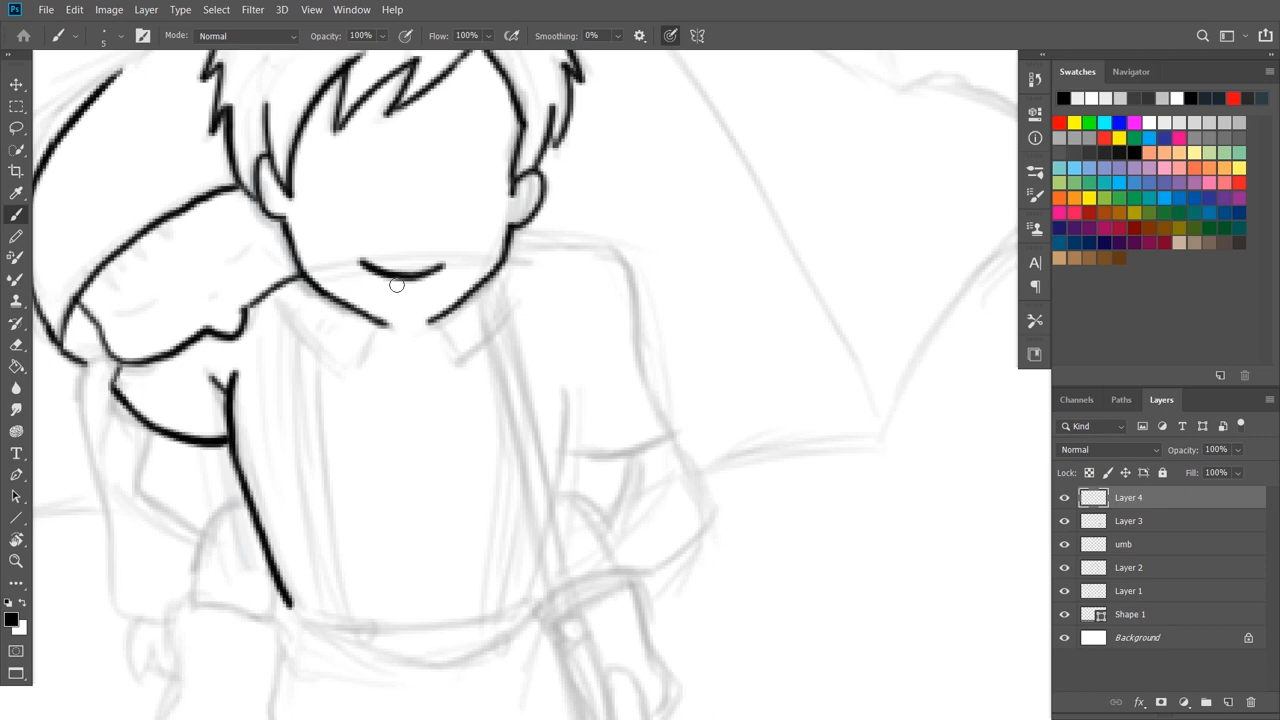 Ps File Edit Image Layer Type Select Filter 3D View Window Help
5 Mode: Normal Opacity: 100% Flow: 100% Smoothing: 0%
Swatches Navigator
Channels Paths Layers
Kind
Normal Opacity: 100%
Lock: Fill: 100%
Layer 4
Layer 3
umb
Layer 2
Layer 1
Shape 1
Background